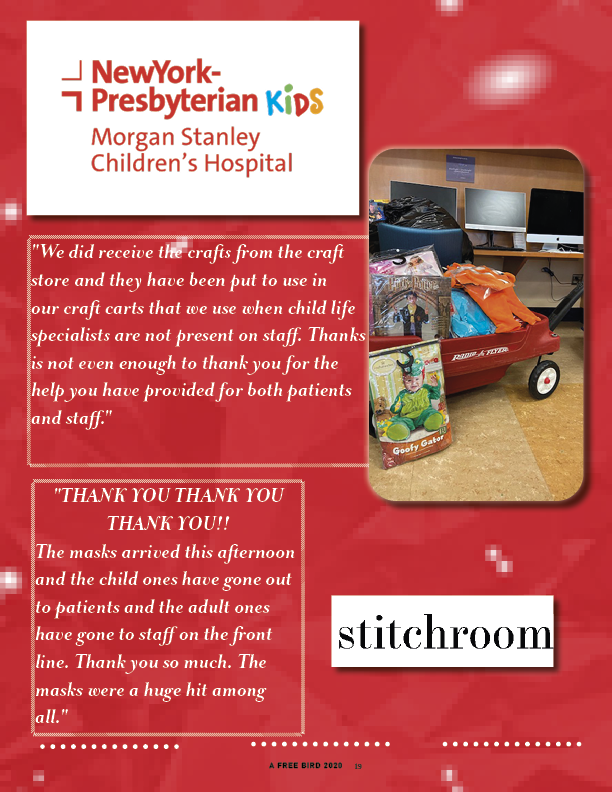 NewYork-
Presbyterian KiDS
Morgan Stanley
Children's Hospital
"We did receive the crafts from the craft
store and they have been put to use in
our craft carts that we use when child life
specialists are not present on staff. Thanks
is not even enough to thank you for the
help you have provided for both patients
and staff."
RADIO FLYER
Goofy Gator
"THANK YOU THANK YOU
THANK YOU!!
The masks arrived this afternoon
and the child ones have gone out
to patients and the adult ones
have gone to staff on the front
line. Thank you so much. The
masks were a huge hit among
all."
stitchroom
A FREE BIRD 2020 19